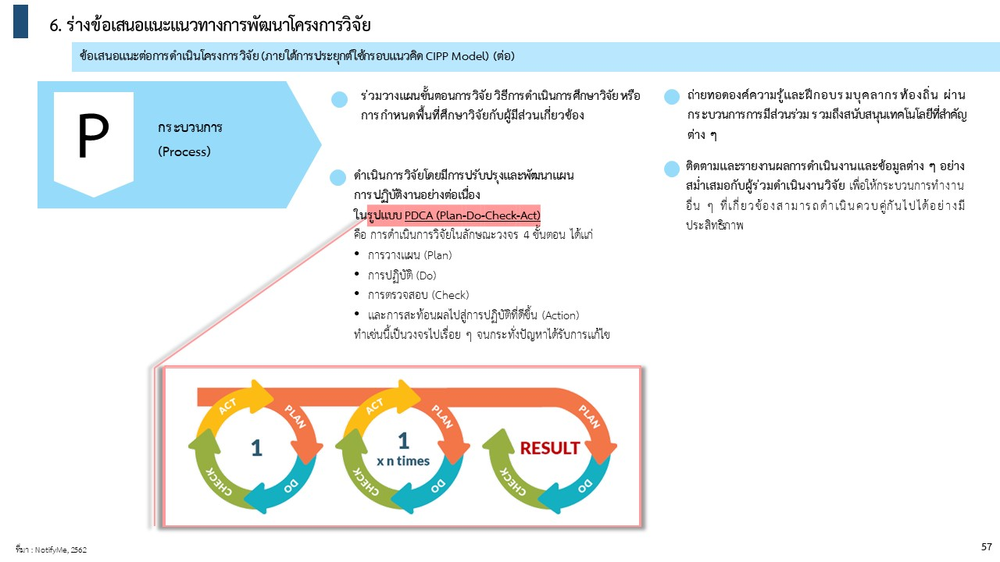 6. ร่างข้อเสนอแนะแนวทางการพัฒนาโครงการวิจัย
ข้อเสนอแนะต่อการดำเนินโครงการวิจัย (ภายใต้การประยุกต์ใช้กรอบแนวคิด CIPP Model) (ต่อ)
P
กระบวนการ
(Process)
ร่วมวางแผนขั้นตอนการวิจัย วิธีการดำเนินการศึกษาวิจัย หรือ
การกำหนดพื้นที่ศึกษาวิจัยกับผู้มีส่วนเกี่ยวข้อง
ดำเนินการวิจัยโดยมีการปรับปรุงและพัฒนาแผน
การปฏิบัติงานอย่างต่อเนื่อง
ในรูปแบบ PDCA (Plan-Do-Check-Act)
คือ การดำเนินการวิจัยในลักษณะวงจร 4 ขั้นตอน ได้แก่
• การวางแผน (Plan)
• การปฏิบัติ (Do)
• การตรวจสอบ (Check)
• และการสะท้อนผลไปสู่การปฏิบัติที่ดีขึ้น (Action)
ทำเช่นนี้เป็นวงจรไปเรื่อย ๆ จนกระทั่งปัญหาได้รับการแก้ไข
ถ่ายทอดองค์ความรู้และฝึกอบรมบุคลากรท้องถิ่น ผ่าน
กระบวนการการมีส่วนร่วม รวมถึงสนับสนุนเทคโนโลยีที่สำคัญ
ต่าง ๆ
ติดตามและรายงานผลการดำเนินงานและข้อมูลต่าง ๆ อย่าง
สม่ำเสมอกับผู้ร่วมดำเนินงานวิจัย เพื่อให้กระบวนการทำงาน
อื่น ๆ ที่เกี่ยวข้องสามารถดำเนินควบคู่กันไปได้อย่างมี
ประสิทธิภาพ
ACT
PLAN
1
CHECK
DO
ACT
PLAN
1
x n times
CHECK
DO
PLAN
RESULT
CHECK
DO
ที่มา : NotifyMe, 2562
57